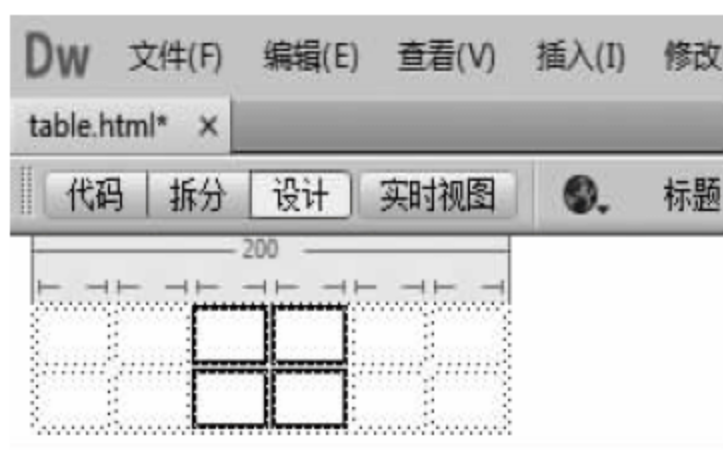 Dw 文件(F) 编辑(E) 查看(V) 插入(I) 修改
table.html* ×
代码 拆分 设计 实时视图 标题
200